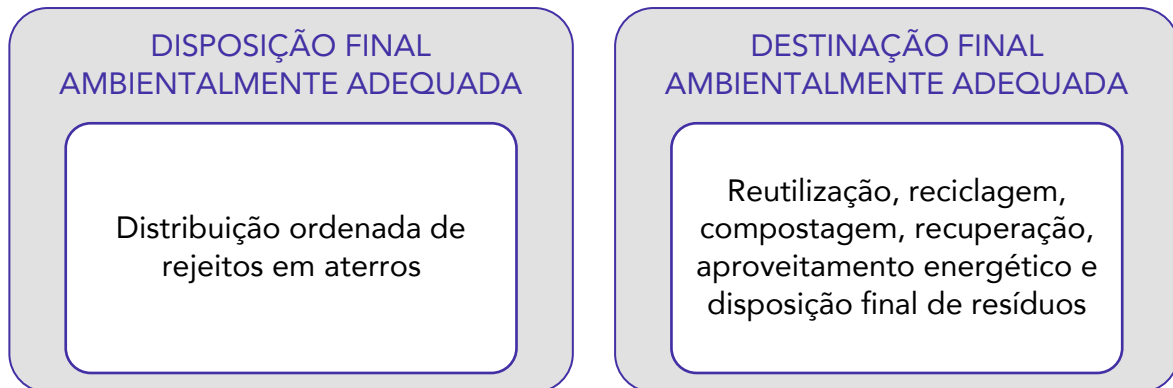 DISPOSIÇÃO FINAL
AMBIENTALMENTE ADEQUADA
Distribuição ordenada de
rejeitos em aterros
DESTINAÇÃO FINAL
AMBIENTALMENTE ADEQUADA
Reutilização, reciclagem,
compostagem, recuperação,
aproveitamento energético e
disposição final de resíduos